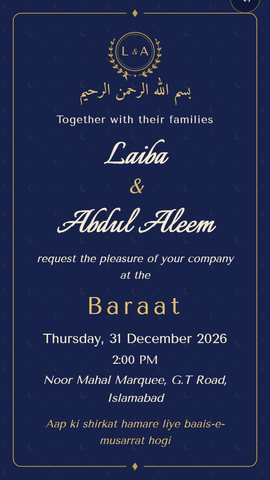 L & A
بسم الله الرحمن الرحيم
Together with their families
Laiba
&
Abdul Aleem
request the pleasure of your company
at the
Baraat
Thursday, 31 December 2026
2:00 PM
Noor Mahal Marquee, G.T Road,
Islamabad
Aap ki shirkat hamare liye baais-e-
musarrat hogi